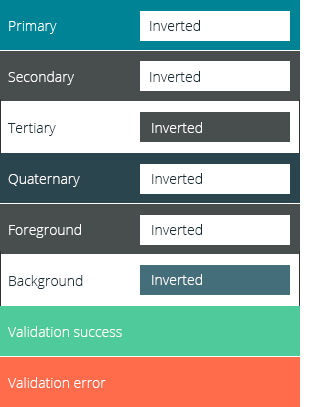 Primary Inverted
Secondary Inverted
Tertiary Inverted
Quaternary Inverted
Foreground Inverted
Background Inverted
Validation success
Validation error